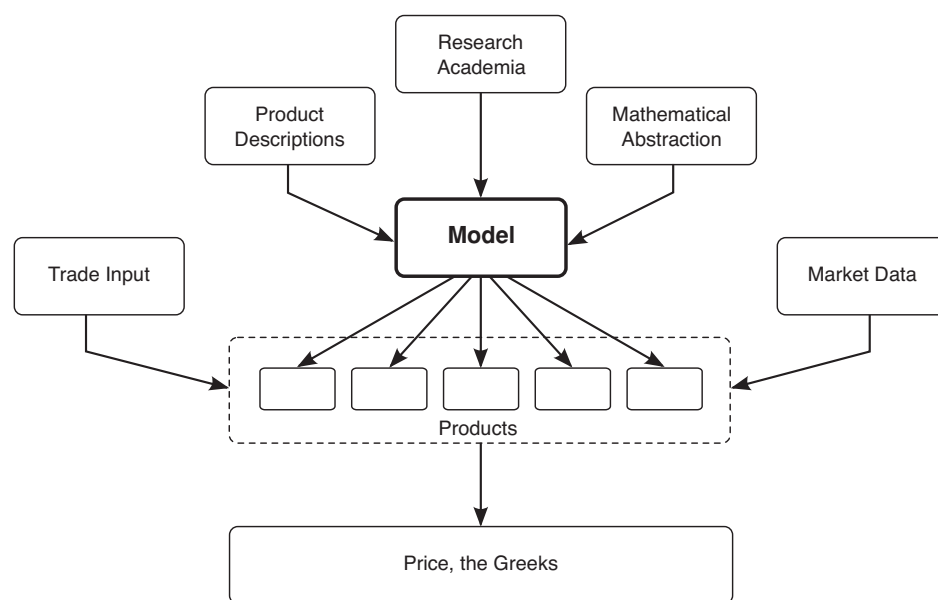 Research
Academia
Product
Descriptions
Mathematical
Abstraction
Model
Trade Input
Market Data
Products
Price, the Greeks